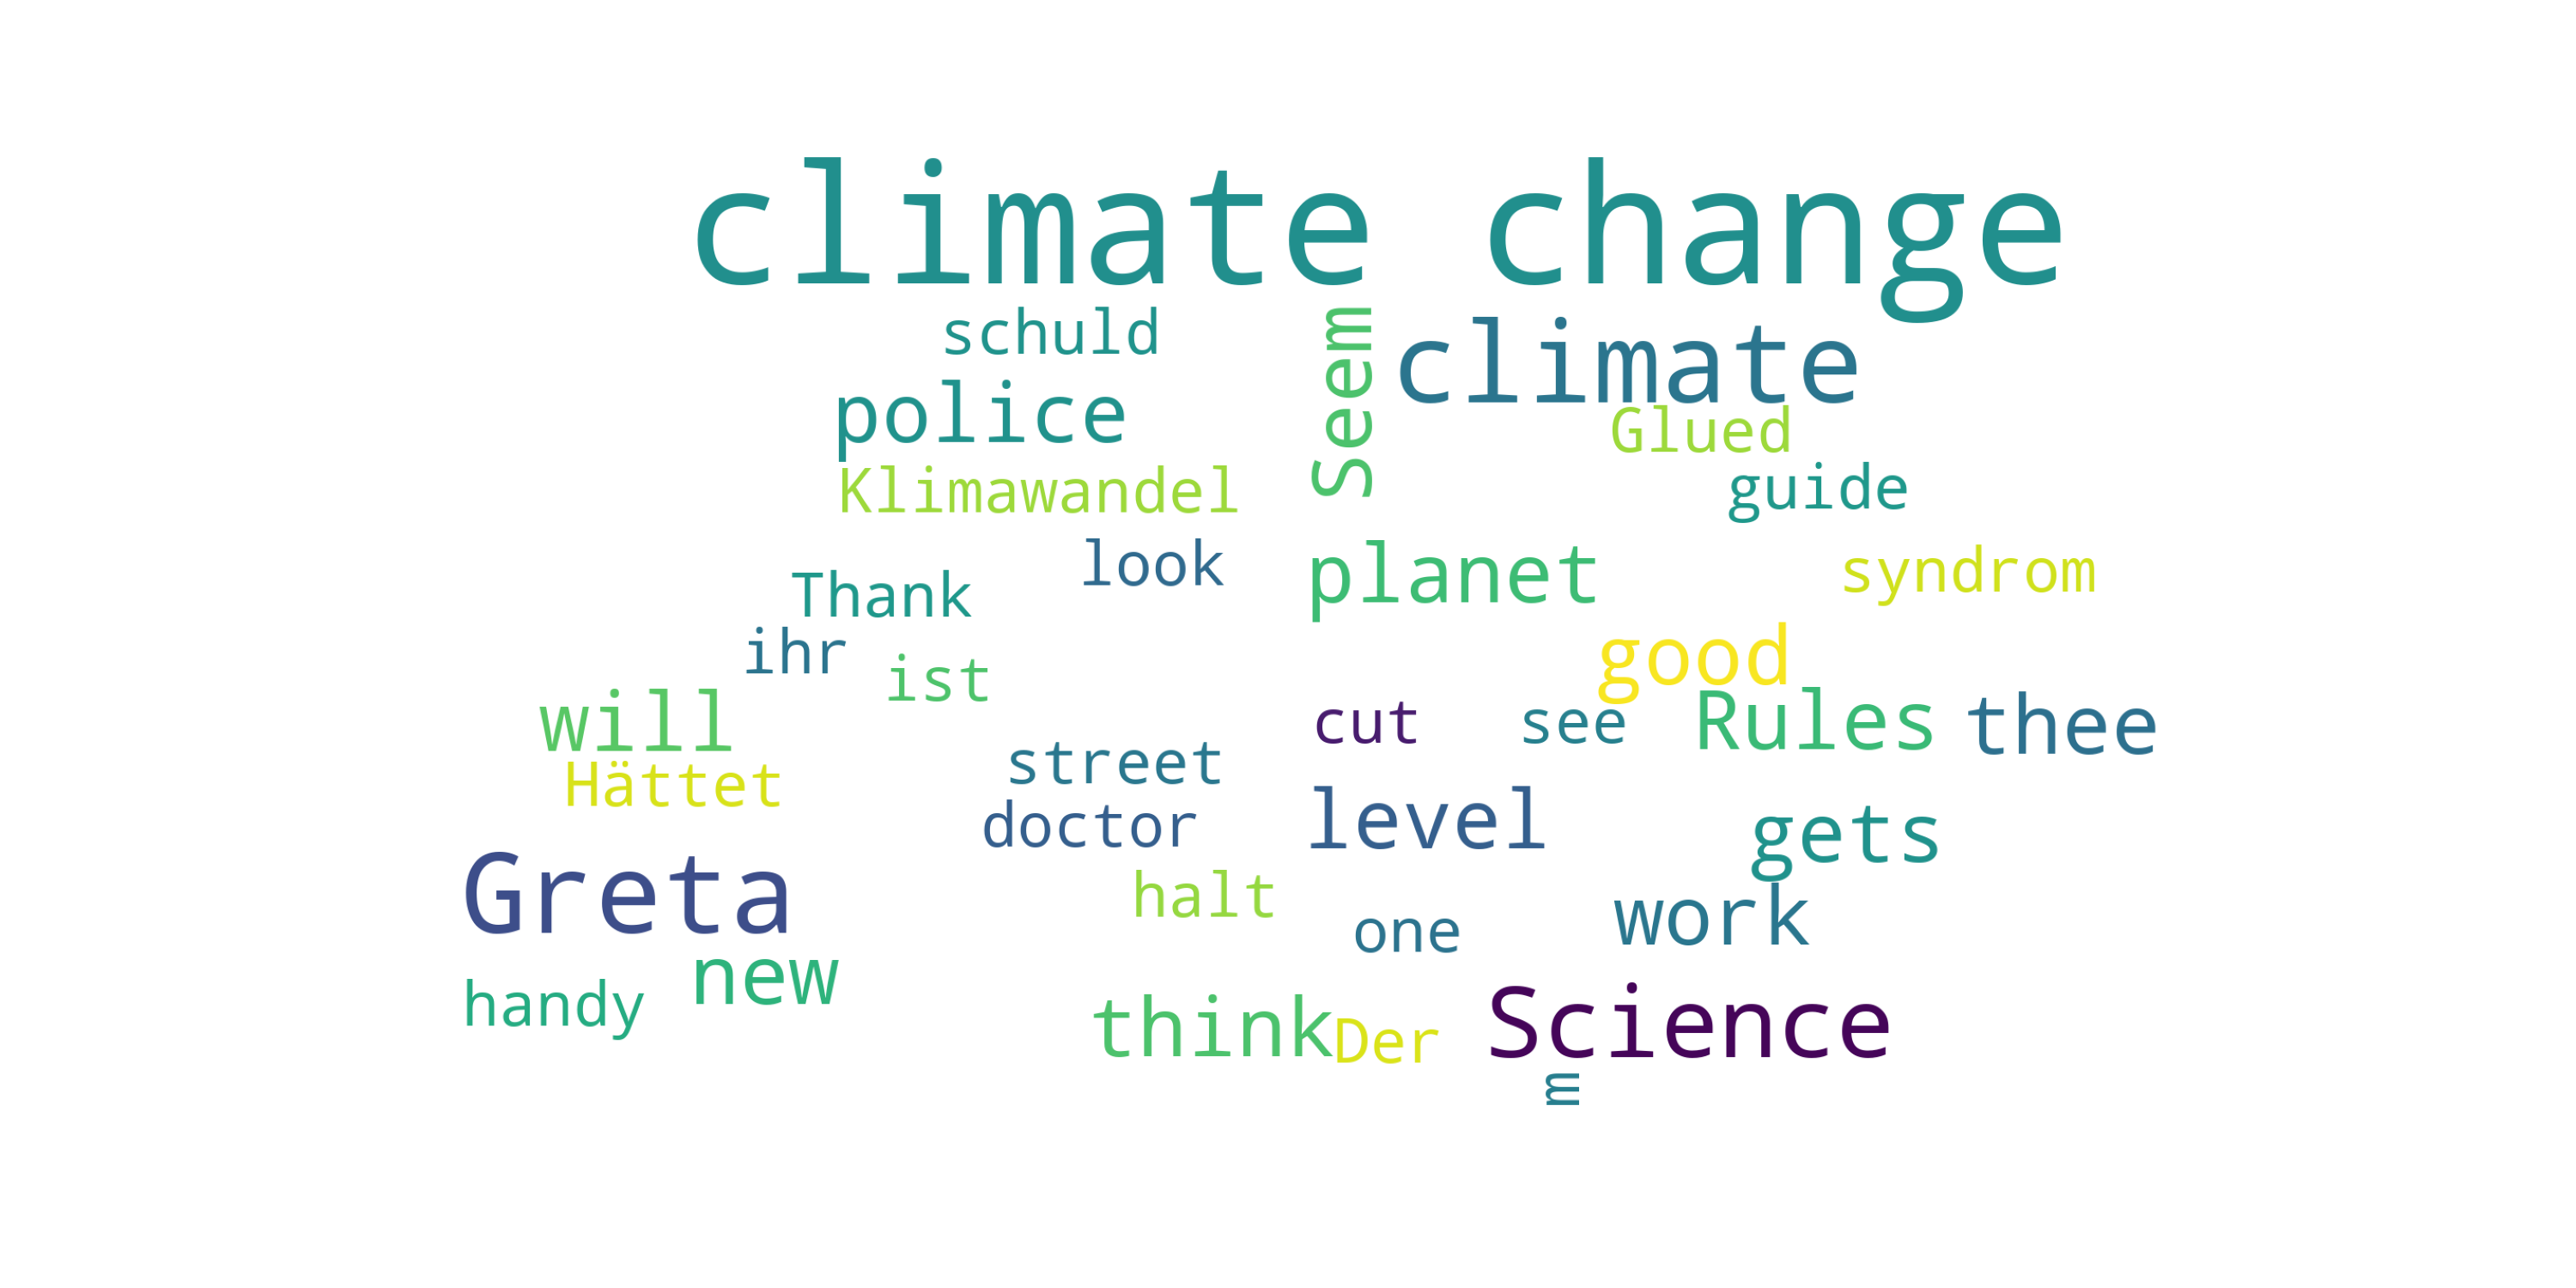 climate change
schuld
Seem
climate
police
Glued
Klimawandel
guide
look
planet
syndrom
Thank
ihr
ist
good
will
cut
see
Rules
thee
Hättet
street
doctor
level
gets
Greta
halt
one
work
new
handy
think
Der
Science
m